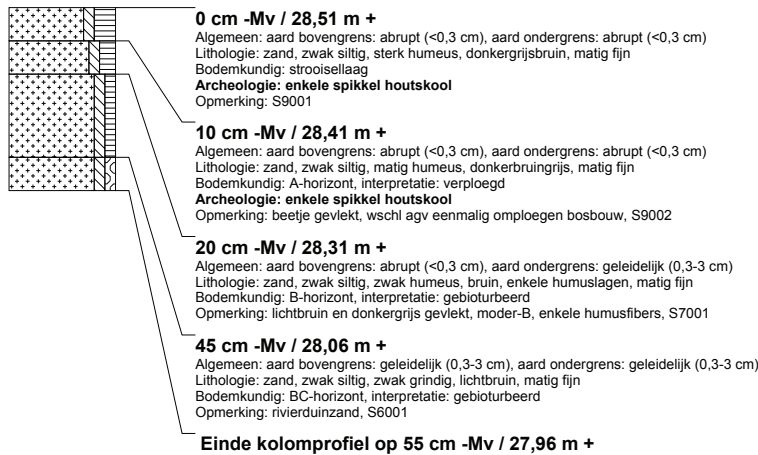 0 cm -Mv / 28,51 m +
Algemeen: aard bovengrens: abrupt (<0,3 cm), aard ondergrens: abrupt (<0,3 cm)
Lithologie: zand, zwak siltig, sterk humeus, donkergrijsbruin, matig fijn
Bodemkundig: strooisellaag
Archeologie: enkele spikkel houtskool
Opmerking: S9001
10 cm -Mv / 28,41 m +
Algemeen: aard bovengrens: abrupt (<0,3 cm), aard ondergrens: abrupt (<0,3 cm)
Lithologie: zand, zwak siltig, matig humeus, donkerbruingrijs, matig fijn
Bodemkundig: A-horizont, interpretatie: verploegd
Archeologie: enkele spikkel houtskool
Opmerking: beetje gevlekt, wschl agv eenmalig omploegen bosbouw, S9002
20 cm -Mv / 28,31 m +
Algemeen: aard bovengrens: abrupt (<0,3 cm), aard ondergrens: geleidelijk (0,3-3 cm)
Lithologie: zand, zwak siltig, zwak humeus, bruin, enkele humuslagen, matig fijn
Bodemkundig: B-horizont, interpretatie: gebioturbeerd
Opmerking: lichtbruin en donkergrijs gevlekt, moder-B, enkele humusfibers, S7001
45 cm -Mv / 28,06 m +
Algemeen: aard bovengrens: geleidelijk (0,3-3 cm), aard ondergrens: geleidelijk (0,3-3 cm)
Lithologie: zand, zwak siltig, zwak grindig, lichtbruin, matig fijn
Bodemkundig: BC-horizont, interpretatie: gebioturbeerd
Opmerking: rivierduinzand, S6001
Einde kolomprofiel op 55 cm -Mv / 27,96 m +